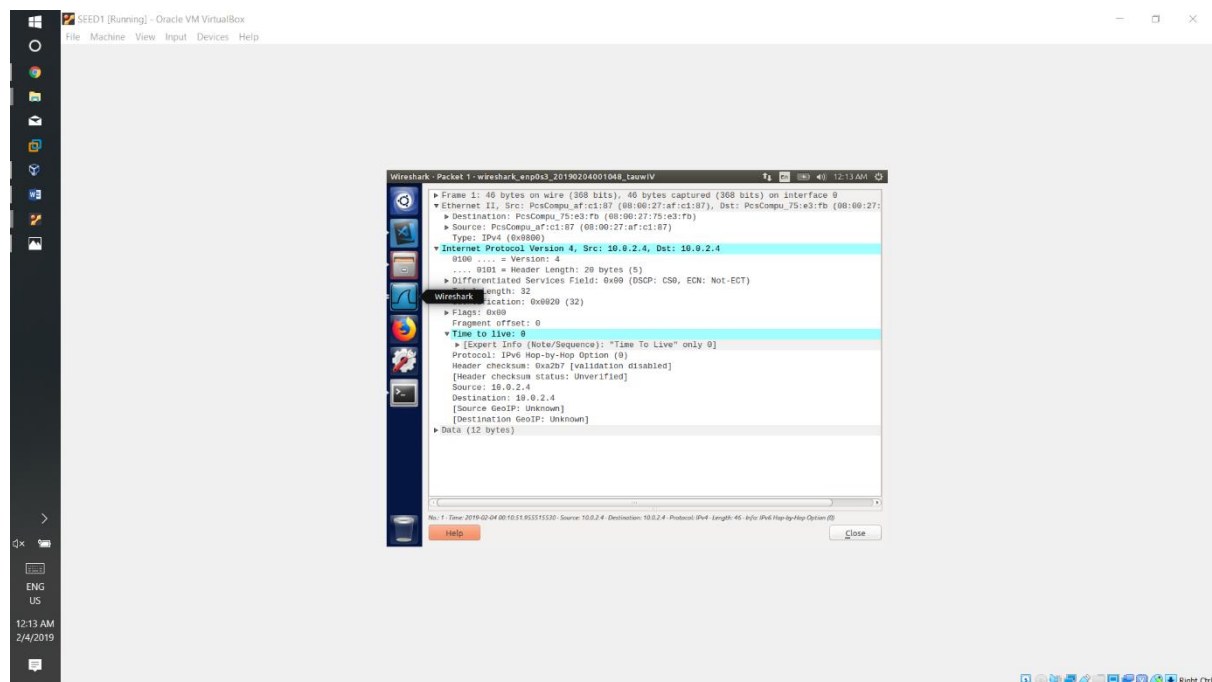 SEED1 [Running] - Oracle VM VirtualBox
File Machine View Input Devices Help
Wireshark · Packet 1 · wireshark_enp0s3_20190204001048_tauwIV
En
12:13 AM
Frame 1: 46 bytes on wire (368 bits), 46 bytes captured (368 bits) on interface 0
Ethernet II, Src: PcsCompu_af:c1:87 (08:00:27:af:c1:87), Dst: PcsCompu_75:e3:fb (08:00:27:
Destination: PcsCompu_75:e3:fb (08:00:27:75:e3:fb)
Source: PcsCompu_af:c1:87 (08:00:27:af:c1:87)
Type: IPv4 (0x0800)
Internet Protocol Version 4, Src: 10.0.2.4, Dst: 10.0.2.4
0100 .... = Version: 4
.... 0101 = Header Length: 20 bytes (5)
Differentiated Services Field: 0x00 (DSCP: CS0, ECN: Not-ECT)
Length: 32
Wireshark
ication: 0x0020 (32)
Flags: 0x00
Fragment offset: 0
Time to live: 0
[Expert Info (Note/Sequence): "Time To Live" only 0]
Protocol: IPv6 Hop-by-Hop Option (0)
Header checksum: 0xa2b7 [validation disabled]
[Header checksum status: Unverified]
Source: 10.0.2.4
Destination: 10.0.2.4
[Source GeoIP: Unknown]
[Destination GeoIP: Unknown]
Data (12 bytes)
No.: 1 · Time: 2019-02-04 00:10:51.955515530 · Source: 10.0.2.4 · Destination: 10.0.2.4 · Protocol: IPv4 · Length: 46 · Info: IPv6 Hop-by-Hop Option (0)
Help
Close
ENG
US
12:13 AM
2/4/2019
Right Ctrl